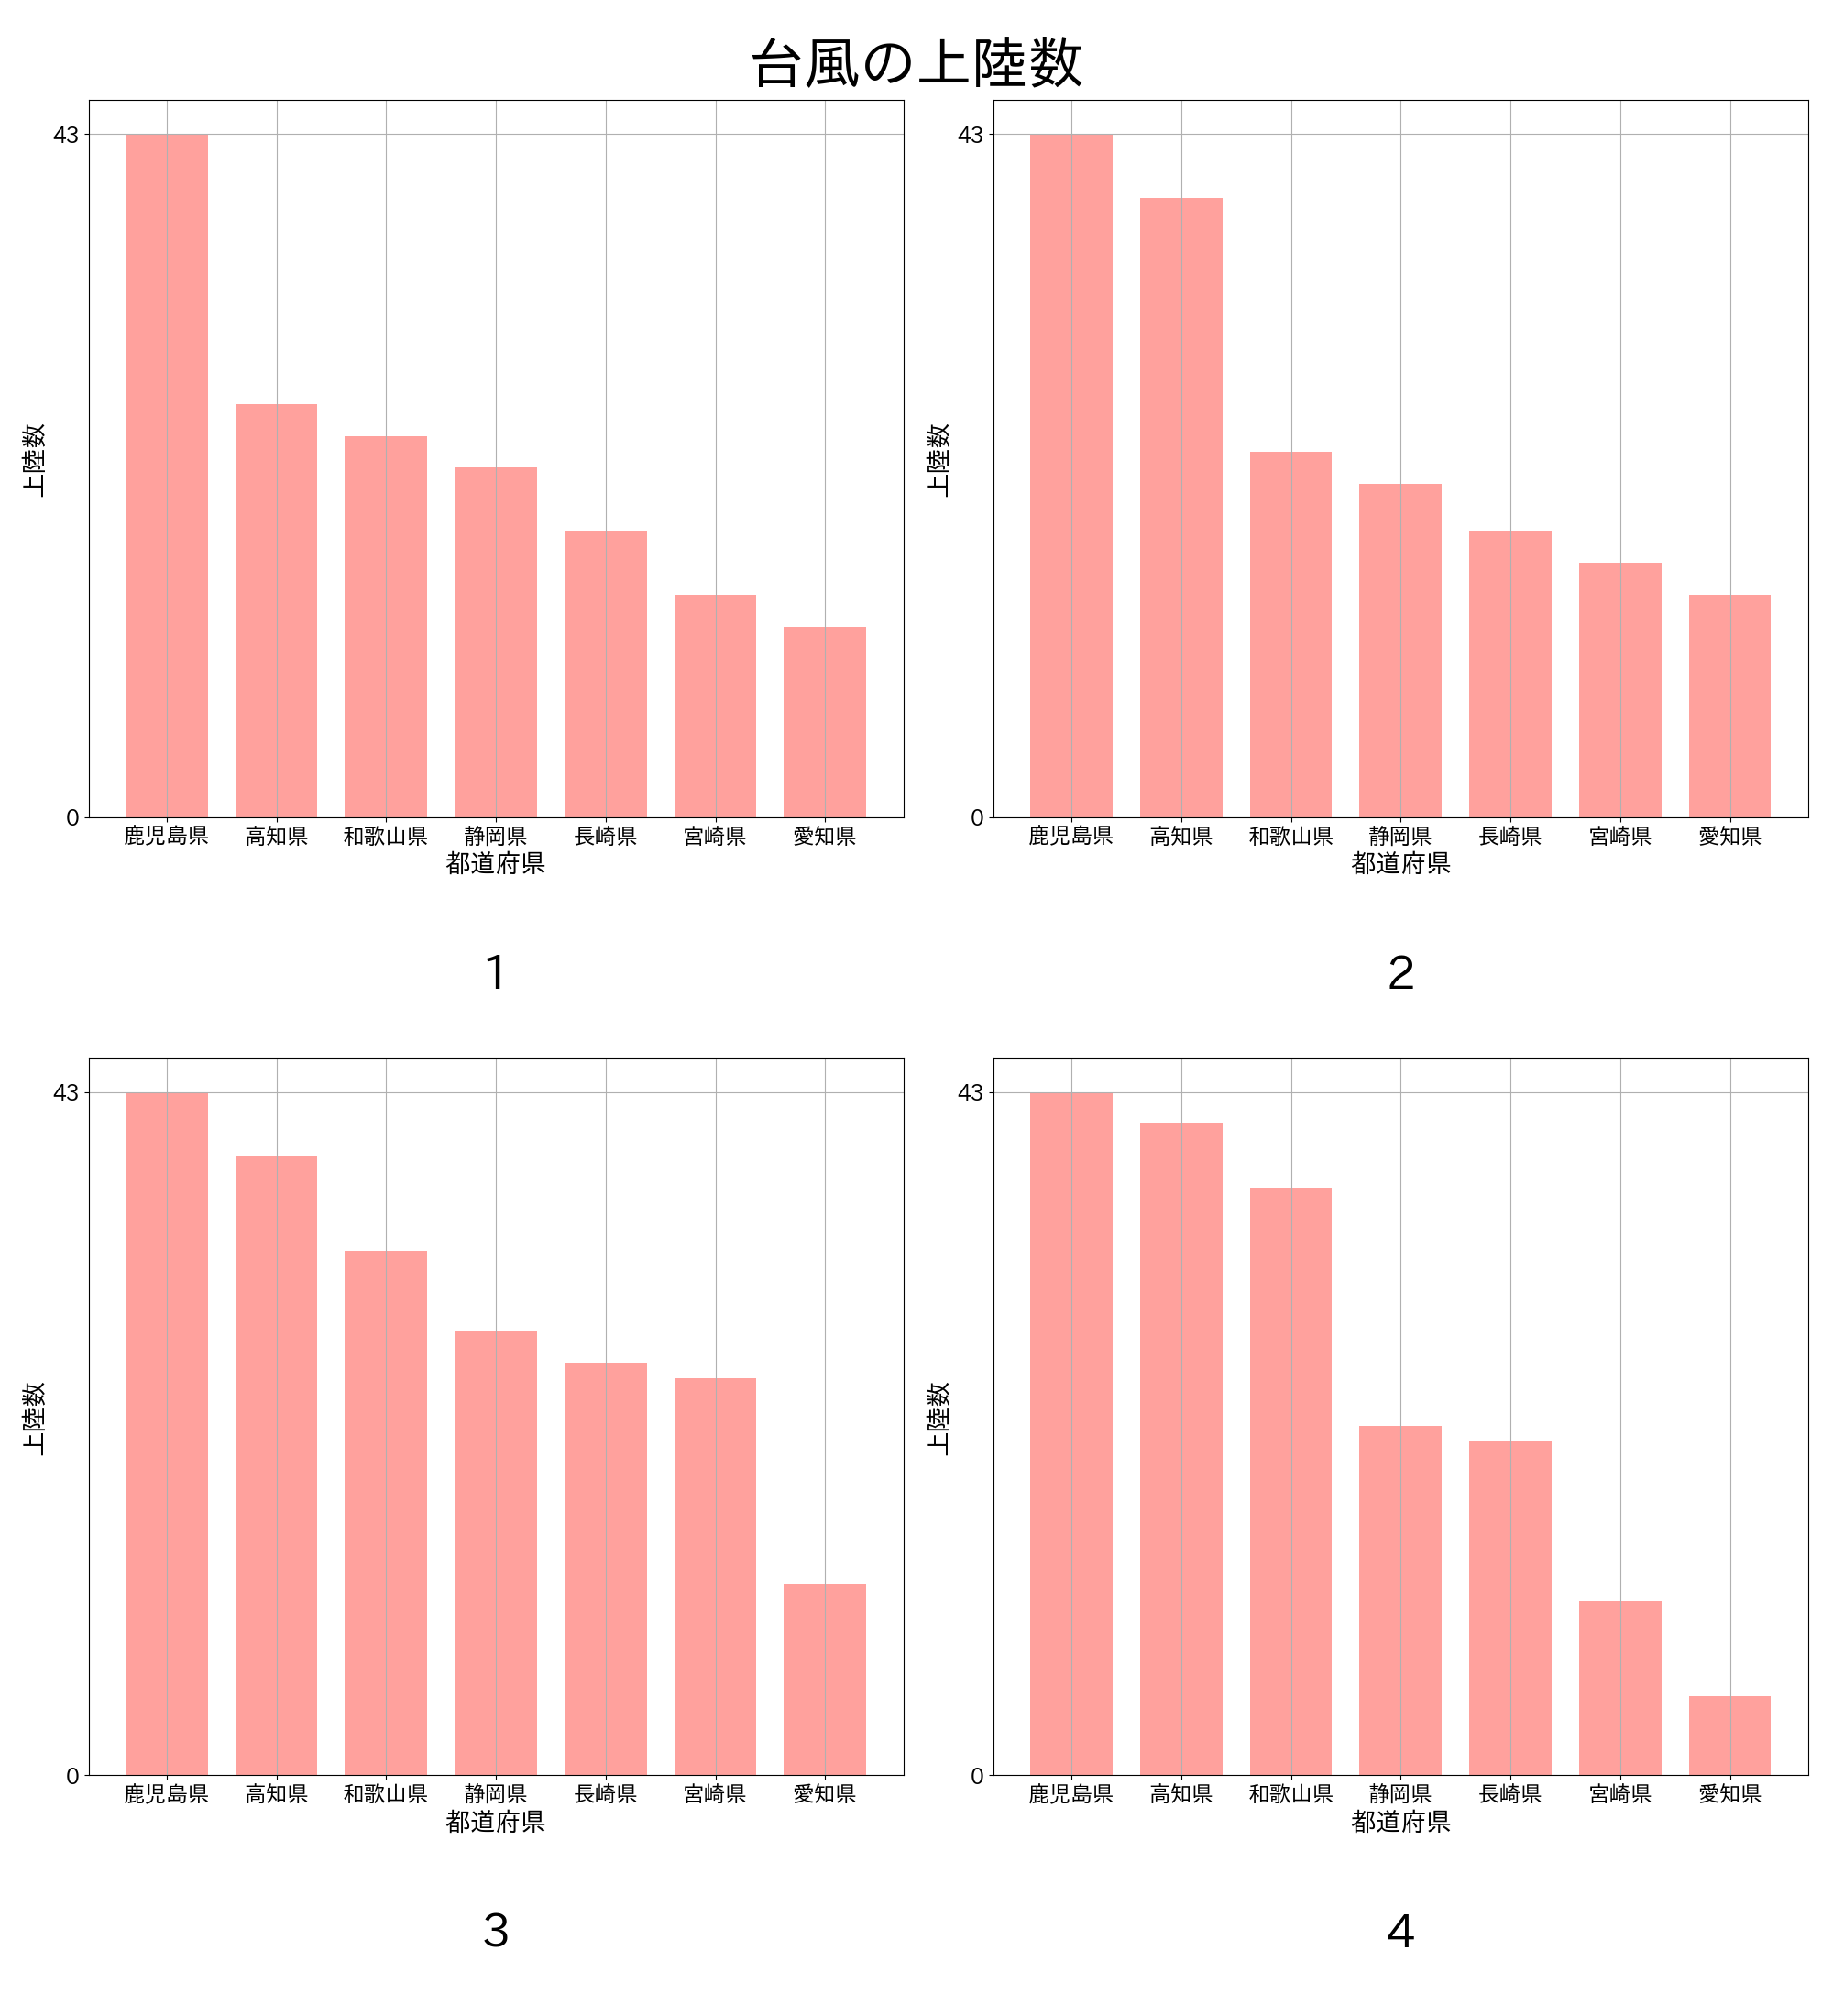 台風の上陸数
43
上陸数
0
鹿児島県 高知県 和歌山県 静岡県 長崎県 宮崎県 愛知県
都道府県
1
43
上陸数
0
鹿児島県 高知県 和歌山県 静岡県 長崎県 宮崎県 愛知県
都道府県
2
43
上陸数
0
鹿児島県 高知県 和歌山県 静岡県 長崎県 宮崎県 愛知県
都道府県
3
43
上陸数
0
鹿児島県 高知県 和歌山県 静岡県 長崎県 宮崎県 愛知県
都道府県
4